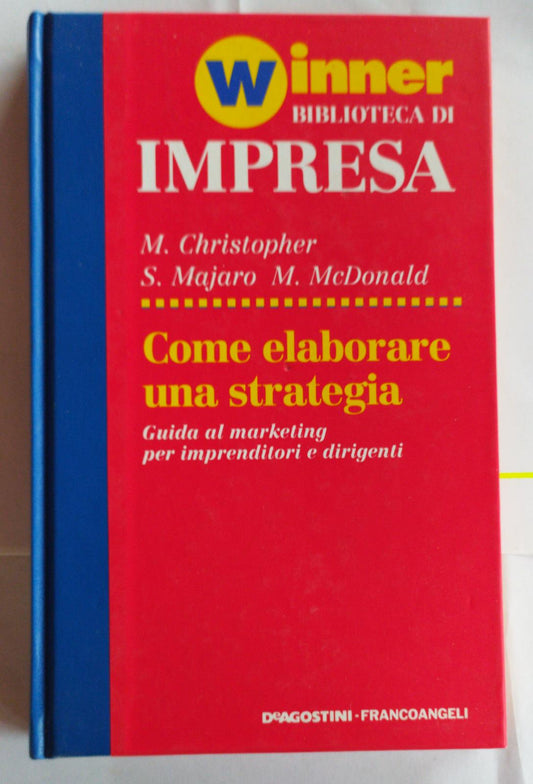 Winner
BIBLIOTECA DI
IMPRESA
M. Christopher
S. Majaro M. McDonald
Come elaborare
una strategia
Guida al marketing
per imprenditori e dirigenti
DeAGOSTINI-FRANCOANGELI